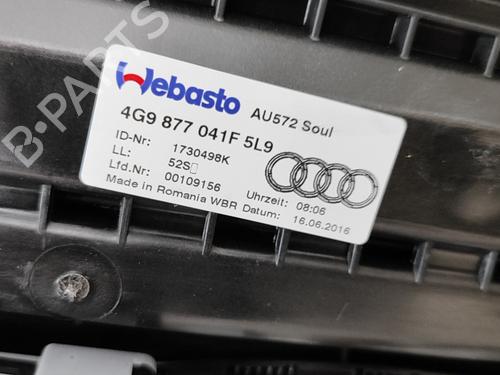 Webasto AU572 Soul
4G9 877 041F 5L9
ID-Nr: 1730498K
LL: 52S
Lfd.Nr: 00109156 Uhrzeit: 08:06
Made in Romania WBR Datum: 16.06.2016
B-PARTS